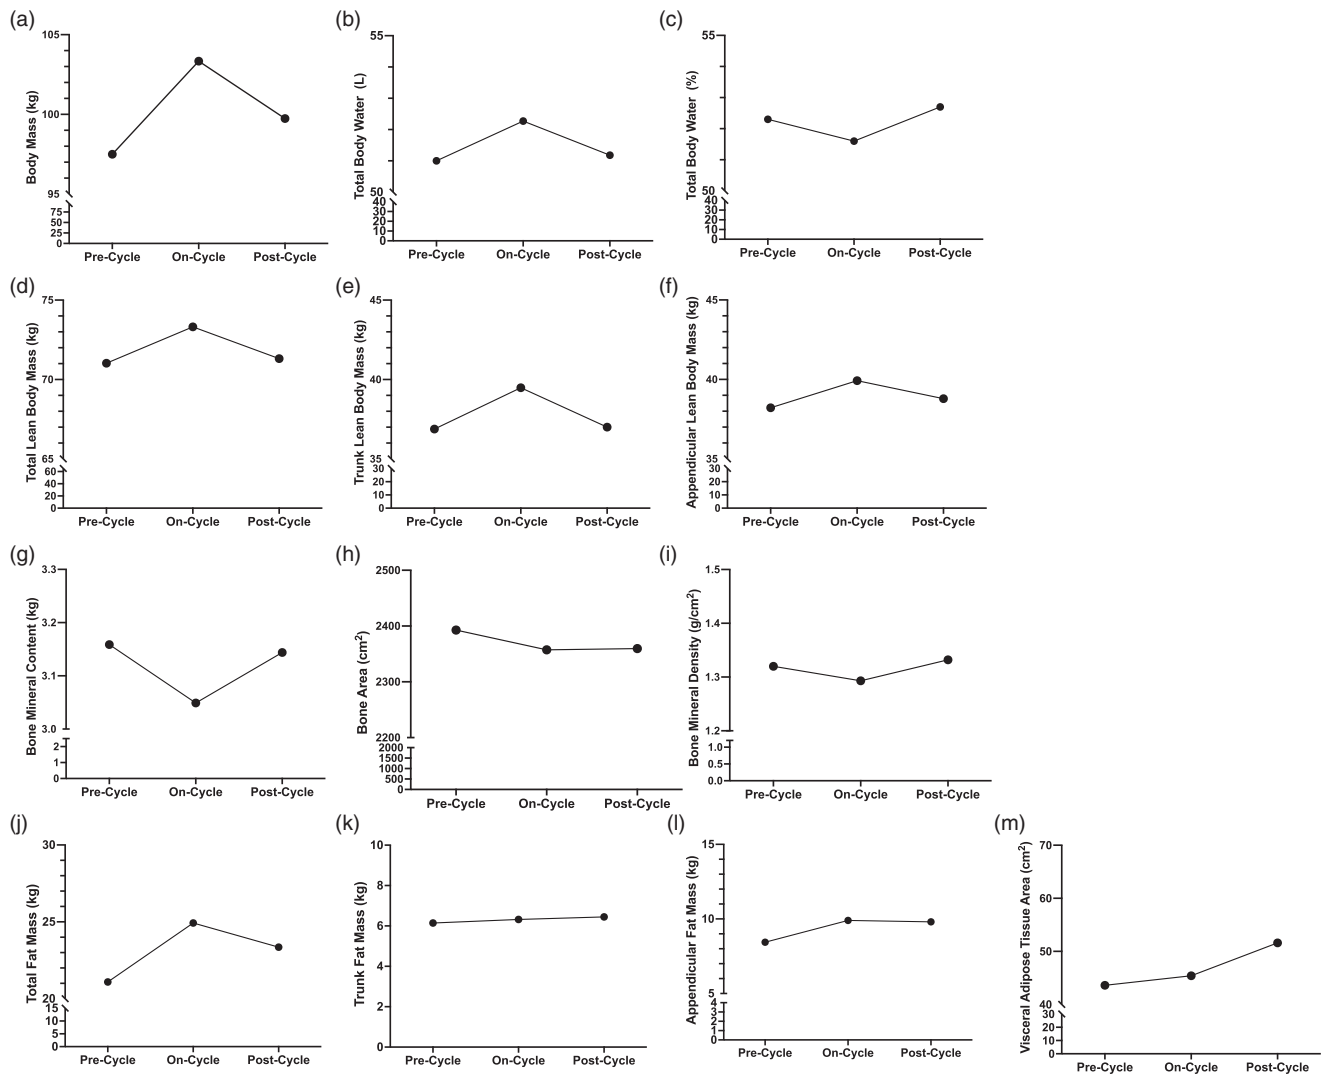 (a)
Body Mass (kg)
105
100
95
75
50
25
0
Pre-Cycle On-Cycle Post-Cycle
(b)
Total Body Water (L)
55
50
40
30
20
10
0
Pre-Cycle On-Cycle Post-Cycle
(c)
Total Body Water (%)
55
50
40
30
20
10
0
Pre-Cycle On-Cycle Post-Cycle
(d)
Total Lean Body Mass (kg)
75
70
65
60
40
20
0
Pre-Cycle On-Cycle Post-Cycle
(e)
Trunk Lean Body Mass (kg)
45
40
35
30
20
10
0
Pre-Cycle On-Cycle Post-Cycle
(f)
Appendicular Lean Body Mass (kg)
45
40
35
30
20
10
0
Pre-Cycle On-Cycle Post-Cycle
(g)
Bone Mineral Content (kg)
3.3
3.2
3.1
3.0
2
1
0
Pre-Cycle On-Cycle Post-Cycle
(h)
Bone Area (cm²)
2500
2400
2300
2200
2000
1500
1000
500
0
Pre-Cycle On-Cycle Post-Cycle
(i)
Bone Mineral Density (g/cm²)
1.5
1.4
1.3
1.2
1.0
0.5
0.0
Pre-Cycle On-Cycle Post-Cycle
(j)
Total Fat Mass (kg)
30
25
20
15
10
5
0
Pre-Cycle On-Cycle Post-Cycle
(k)
Trunk Fat Mass (kg)
10
8
6
4
2
0
Pre-Cycle On-Cycle Post-Cycle
(l)
Appendicular Fat Mass (kg)
15
10
5
4
3
2
1
0
Pre-Cycle On-Cycle Post-Cycle
(m)
Visceral Adipose Tissue Area (cm²)
70
60
50
40
30
20
10
0
Pre-Cycle On-Cycle Post-Cycle